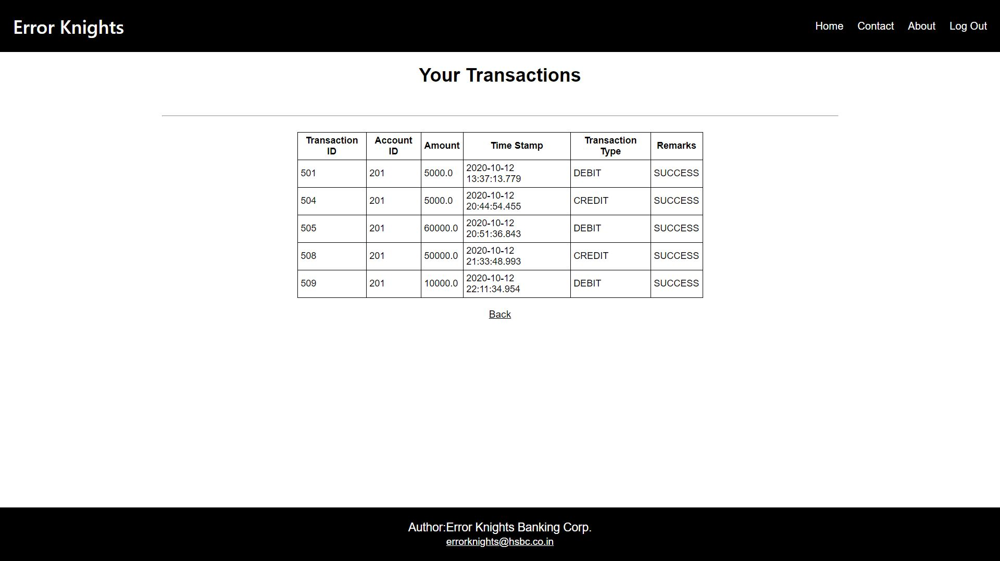 Error Knights
Home Contact About Log Out
Your Transactions
Transaction ID Account ID Amount Time Stamp Transaction Type Remarks
501 201 5000.0 2020-10-12 13:37:13.779 DEBIT SUCCESS
504 201 5000.0 2020-10-12 20:44:54.455 CREDIT SUCCESS
505 201 60000.0 2020-10-12 20:51:36.843 DEBIT SUCCESS
508 201 50000.0 2020-10-12 21:33:48.993 CREDIT SUCCESS
509 201 10000.0 2020-10-12 22:11:34.954 DEBIT SUCCESS
Back
Author:Error Knights Banking Corp.
errorknights@hsbc.co.in